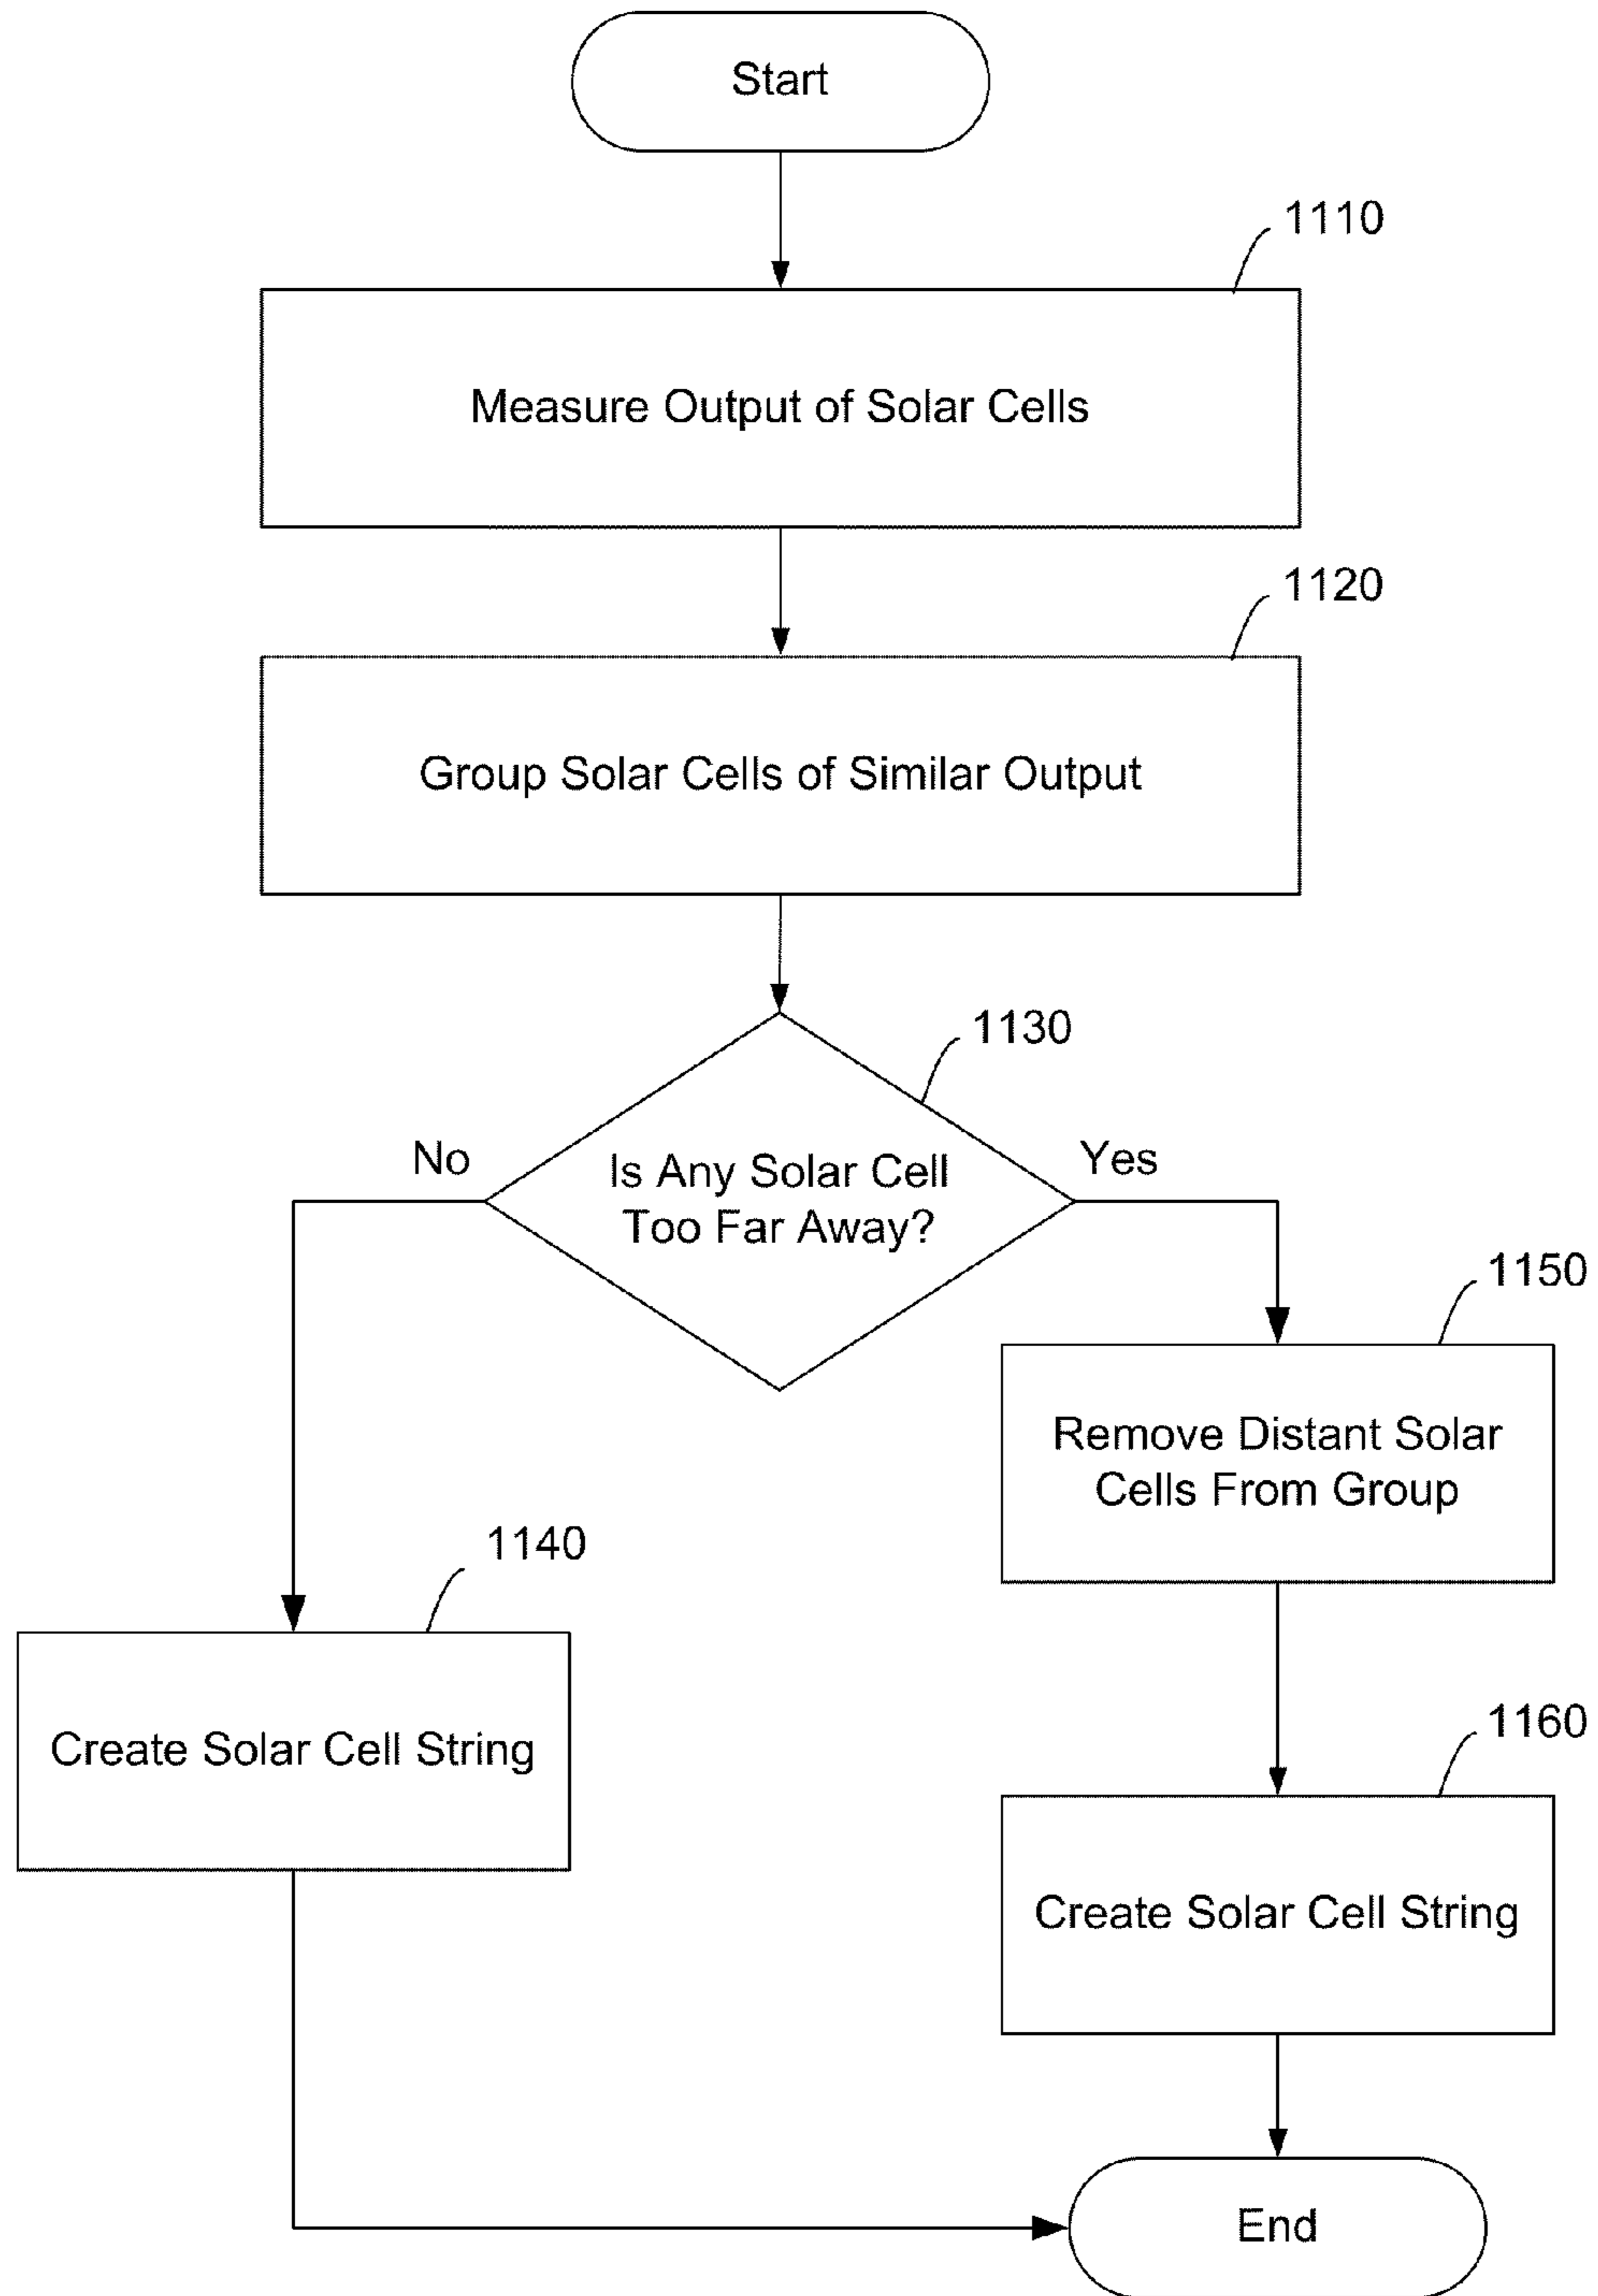 Start
1110
Measure Output of Solar Cells
1120
Group Solar Cells of Similar Output
1130
No
Is Any Solar Cell
Too Far Away?
Yes
1150
Remove Distant Solar
Cells From Group
1140
Create Solar Cell String
1160
Create Solar Cell String
End